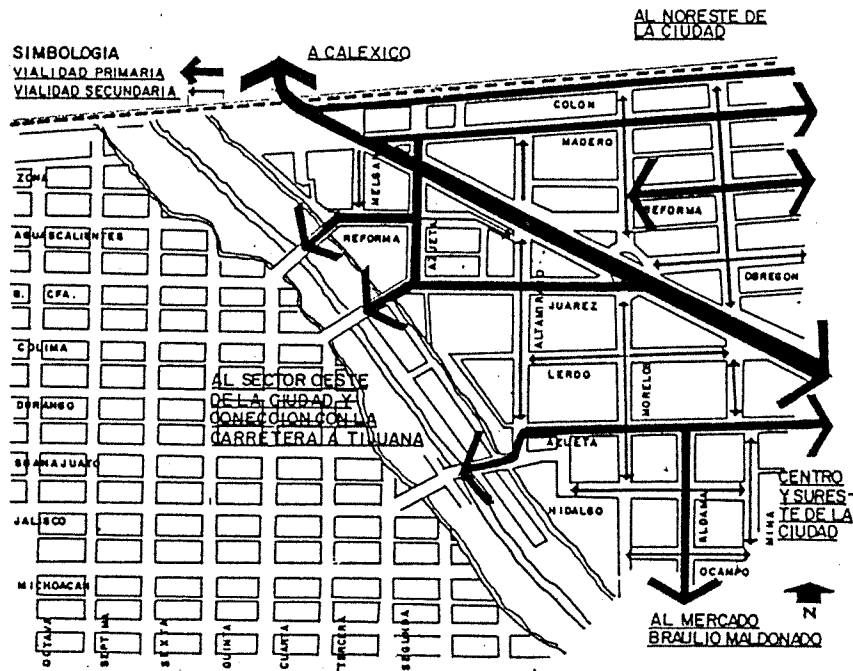 AL NORESTE DE
LA CIUDAD
SIMBOLOGIA
VIALIDAD PRIMARIA
VIALIDAD SECUNDARIA
A CALEXICO
COLON
MADERO
MELGAR
REFORMA
REFORMA
AZUETA
OBREGON
ALTAMIRANO
JUAREZ
LERDO
MORELOS
ZONA
AGUASCALIENTES
B. CFA.
COLIMA
DURANGO
GUANAJUATO
JALISCO
MICHOACAN
AL SECTOR OESTE
DE LA CIUDAD Y
CONECCION CON LA
CARRETERA A TIJUANA
AZUETA
HIDALGO
ALDAMA
MINA
OCAMPO
CENTRO
Y SURES-
TE DE LA
CIUDAD
OCTAVA
SEPTIMA
SEXTA
QUINTA
CUARTA
TERCERA
SEGUNDA
N
AL MERCADO
BRAULIO MALDONADO